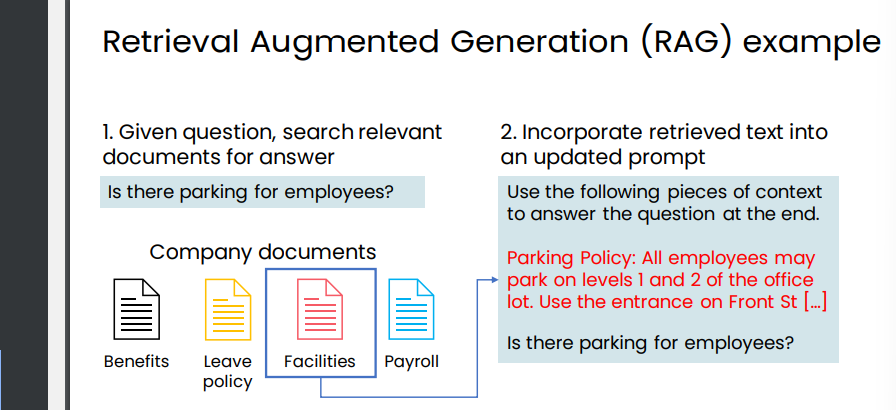 Retrieval Augmented Generation (RAG) example
1. Given question, search relevant
documents for answer
Is there parking for employees?
Company documents
Benefits
Leave
policy
Facilities
Payroll
2. Incorporate retrieved text into
an updated prompt
Use the following pieces of context
to answer the question at the end.
Parking Policy: All employees may
park on levels 1 and 2 of the office
lot. Use the entrance on Front St […]
Is there parking for employees?